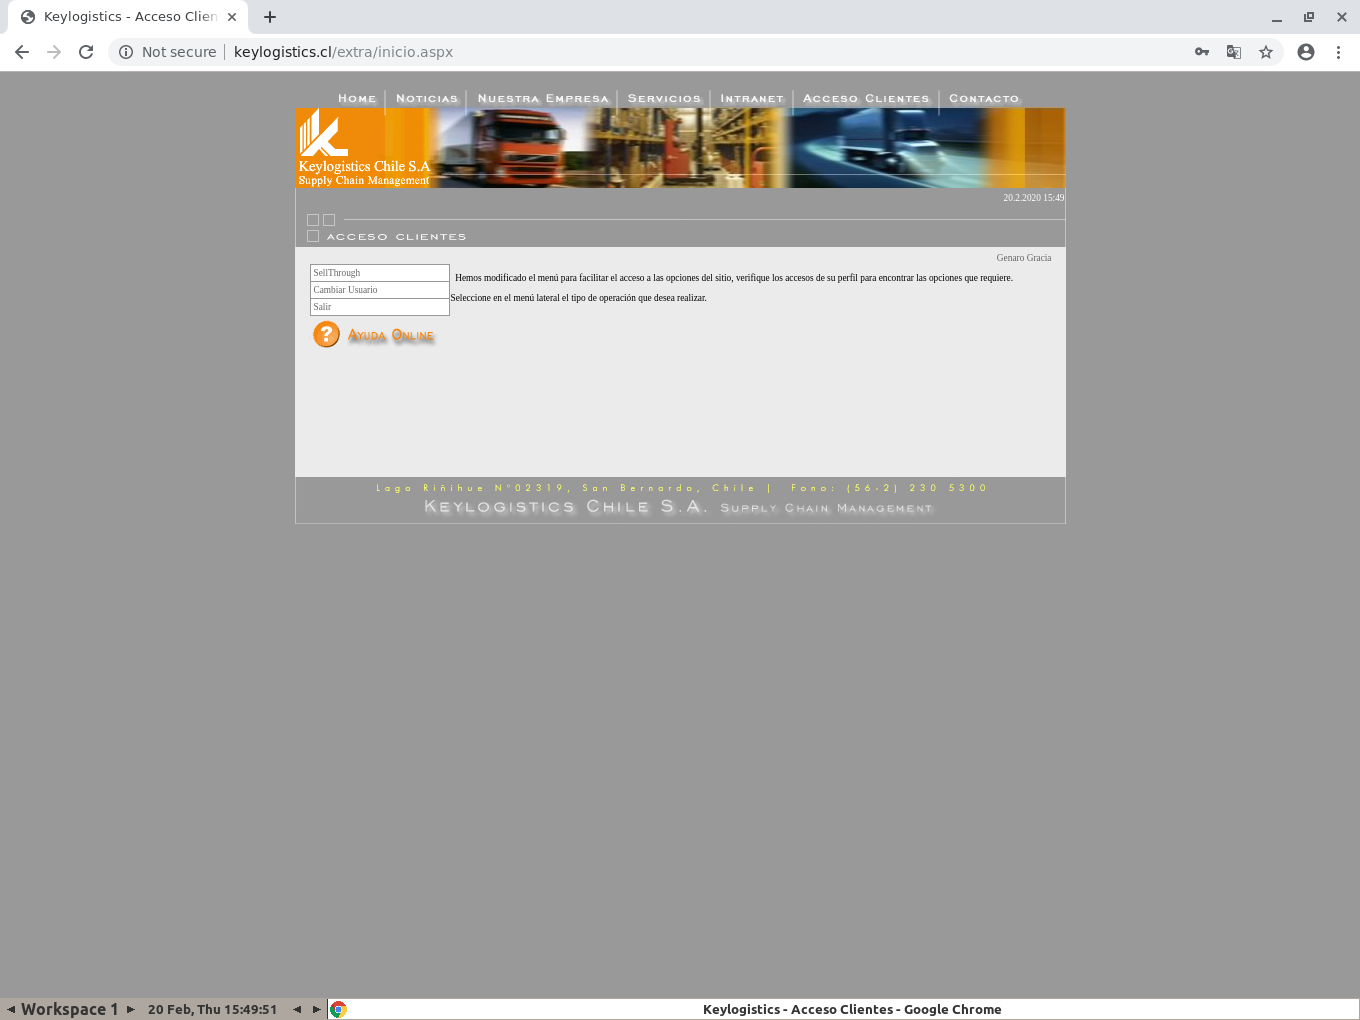 Keylogistics - Acceso Clien
Not secure
keylogistics.cl/extra/inicio.aspx
Home
Noticias
Nuestra Empresa
Servicios
Intranet
Acceso Clientes
Contacto
Keylogistics Chile S.A
Supply Chain Management
20.2.2020 15:49
ACCESO CLIENTES
Genaro Gracia
SellThrough
Cambiar Usuario
Salir
Hemos modificado el menú para facilitar el acceso a las opciones del sitio, verifique los accesos de su perfil para encontrar las opciones que requiere.
Seleccione en el menú lateral el tipo de operación que desea realizar.
? Ayuda Online
Lago Riñihue N°02319, San Bernardo, Chile | Fono: (56-2) 230 5300
Keylogistics Chile S.A. Supply Chain Management
Workspace 1
20 Feb, Thu 15:49:51
Keylogistics - Acceso Clientes - Google Chrome